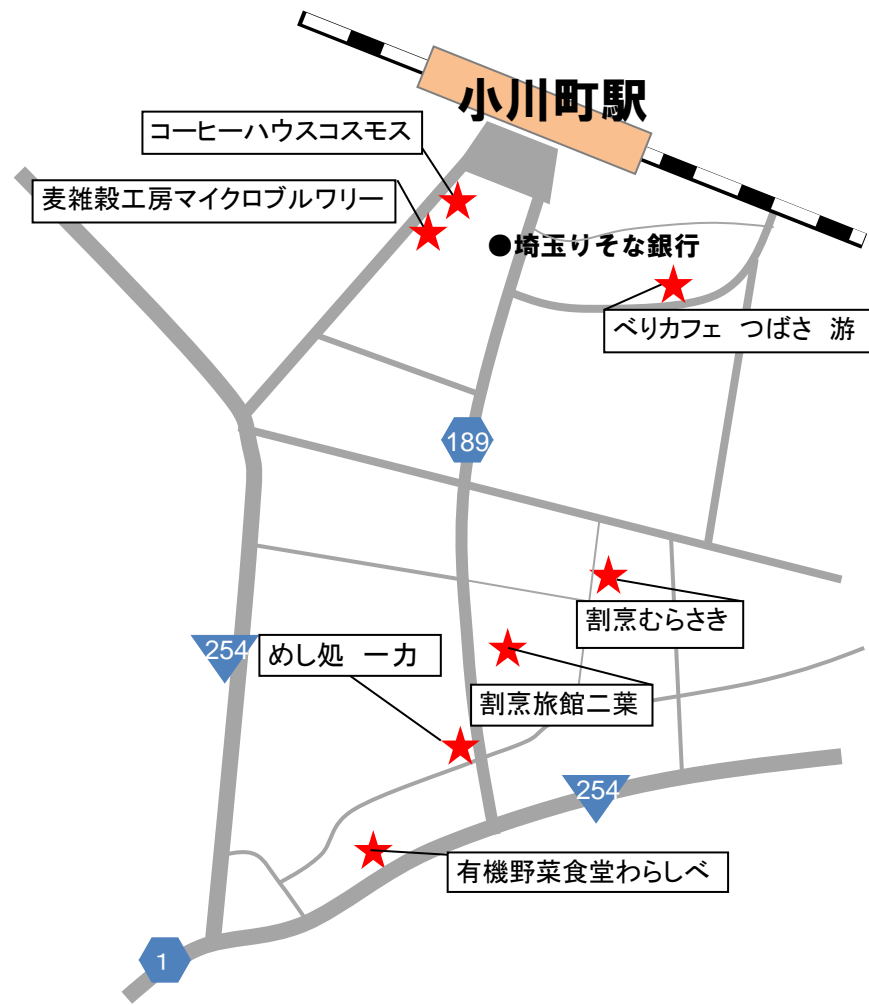 小川町駅
コーヒーハウスコスモス
麦雑穀工房マイクロブルワリー
●埼玉りそな銀行
べりカフェ　つばさ　游
189
割烹むらさき
254
めし処　一力
割烹旅館二葉
254
有機野菜食堂わらしべ
1